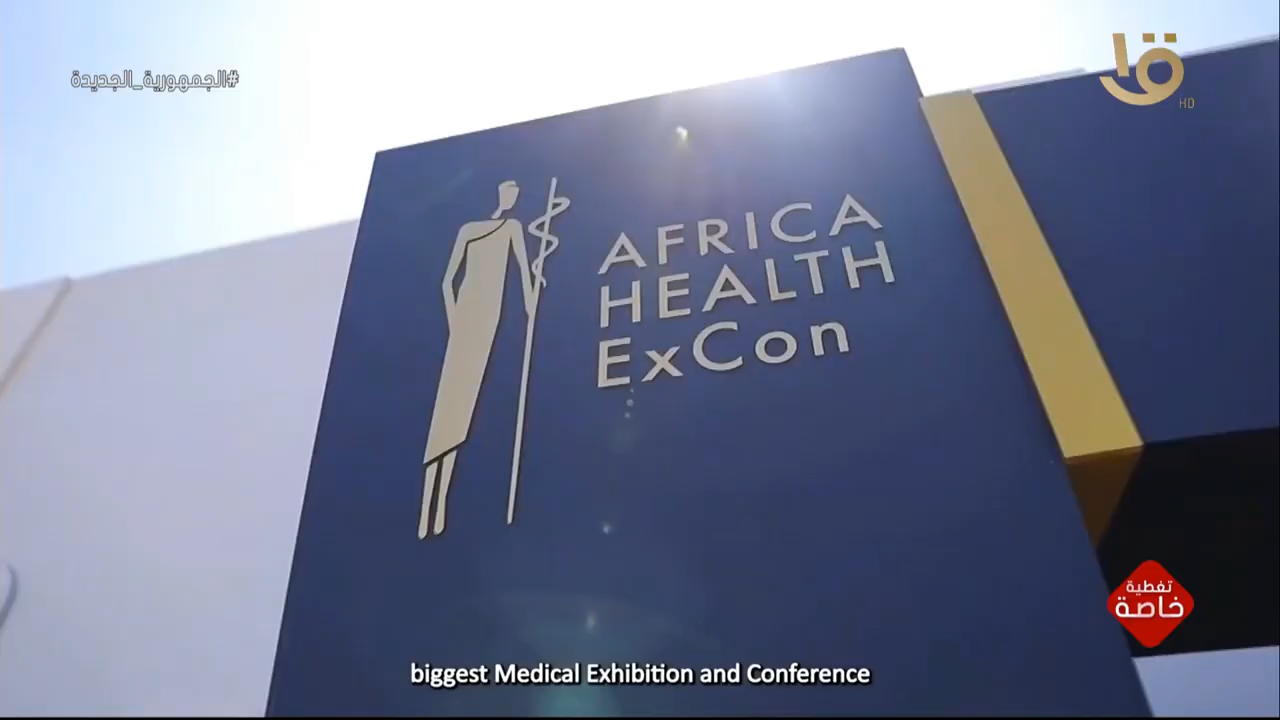 #الجمهورية_الجديدة
HD
AFRICA
HEALTH
ExCon
تغطية
خاصة
biggest Medical Exhibition and Conference